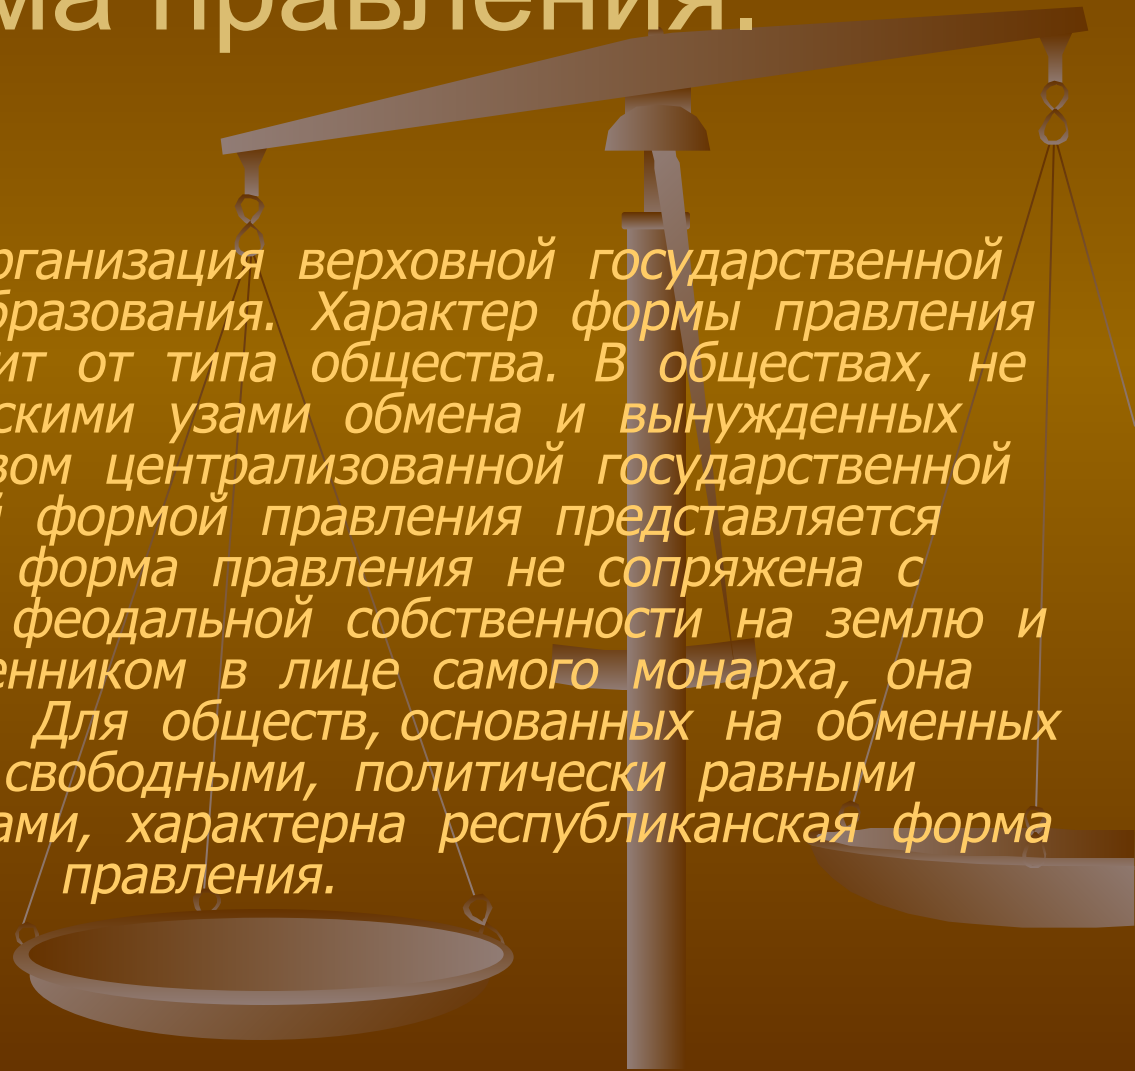 ма правления.
рганизация верховной государственной
бразования. Характер формы правления
ит от типа общества. В обществах, не
скими узами обмена и вынужденных
вом централизованной государственной
й формой правления представляется
форма правления не сопряжена с
феодальной собственности на землю и
енником в лице самого монарха, она
Для обществ, основанных на обменных
свободными, политически равными
ами, характерна республиканская форма
правления.